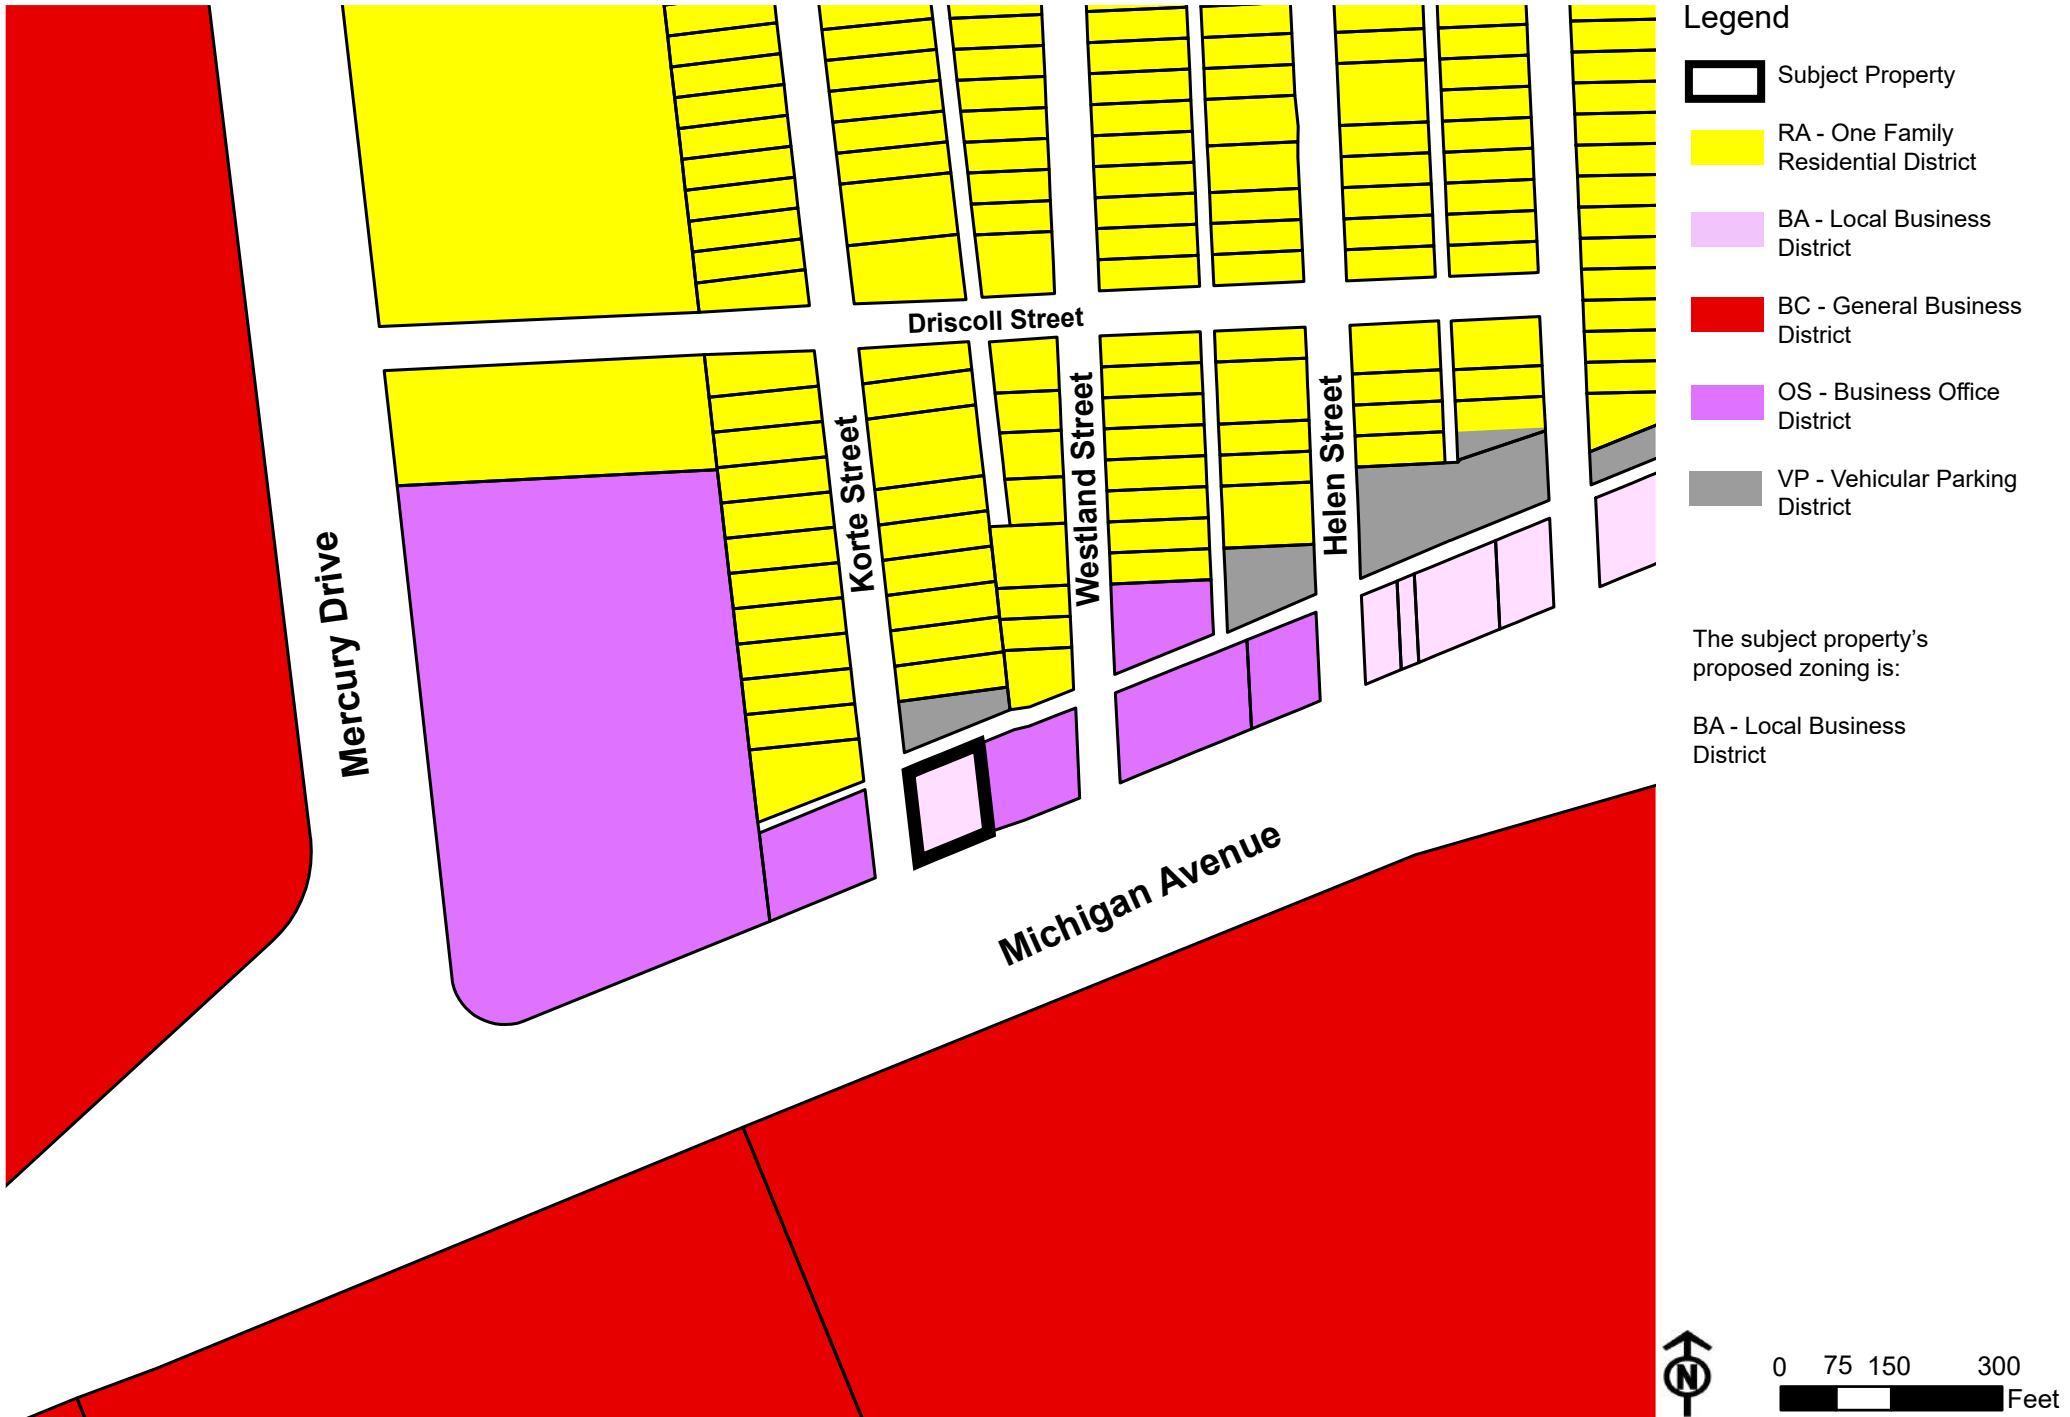 Legend
Subject Property
RA - One Family
Residential District
BA - Local Business
District
BC - General Business
District
OS - Business Office
District
VP - Vehicular Parking
District
The subject property’s
proposed zoning is:
BA - Local Business
District
Driscoll Street
Mercury Drive
Korte Street
Westland Street
Helen Street
Michigan Avenue
N
0 75 150 300
Feet